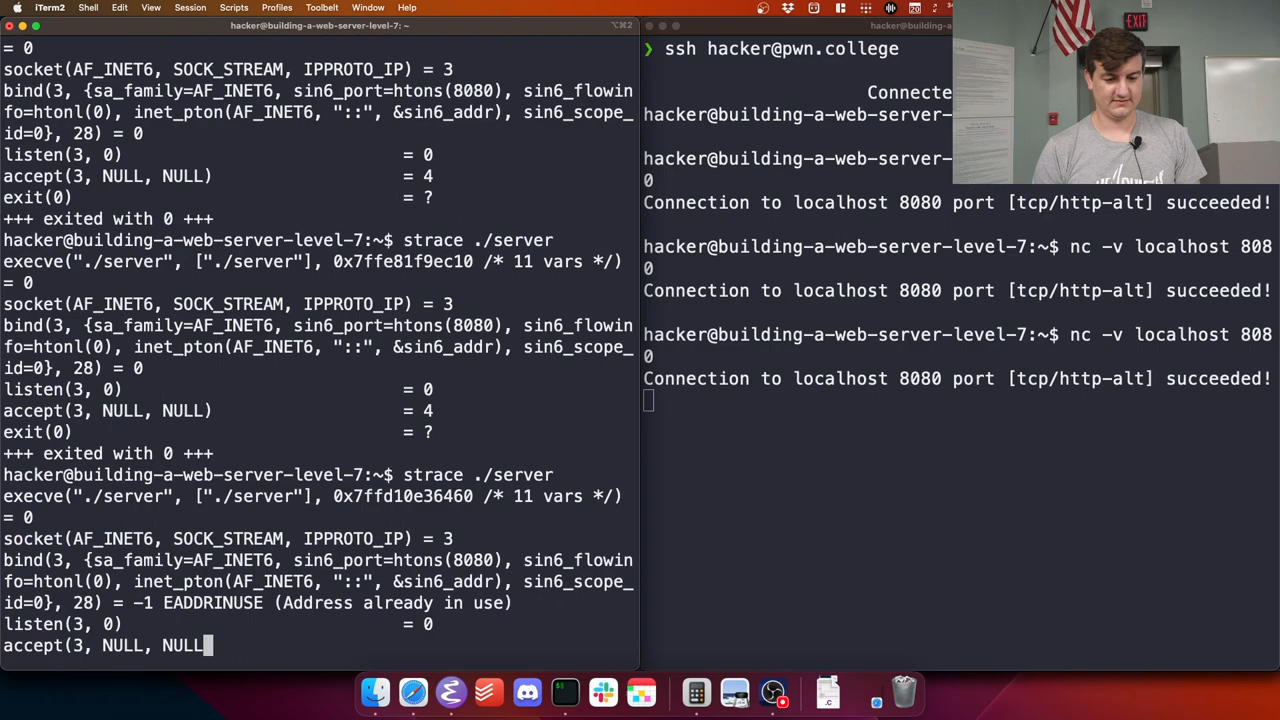 iTerm2 Shell Edit View Session Scripts Profiles Toolbelt Window Help
20
EXIT
hacker@building-a-web-server-level-7: ~
⌥⌘2
= 0
socket(AF_INET6, SOCK_STREAM, IPPROTO_IP) = 3
bind(3, {sa_family=AF_INET6, sin6_port=htons(8080), sin6_flowin
fo=htonl(0), inet_pton(AF_INET6, "::", &sin6_addr), sin6_scope_
id=0}, 28) = 0
listen(3, 0) = 0
accept(3, NULL, NULL) = 4
exit(0) = ?
+++ exited with 0 +++
hacker@building-a-web-server-level-7:~$ strace ./server
execve("./server", ["./server"], 0x7ffe81f9ec10 /* 11 vars */)
= 0
socket(AF_INET6, SOCK_STREAM, IPPROTO_IP) = 3
bind(3, {sa_family=AF_INET6, sin6_port=htons(8080), sin6_flowin
fo=htonl(0), inet_pton(AF_INET6, "::", &sin6_addr), sin6_scope_
id=0}, 28) = 0
listen(3, 0) = 0
accept(3, NULL, NULL) = 4
exit(0) = ?
+++ exited with 0 +++
hacker@building-a-web-server-level-7:~$ strace ./server
execve("./server", ["./server"], 0x7ffd10e36460 /* 11 vars */)
= 0
socket(AF_INET6, SOCK_STREAM, IPPROTO_IP) = 3
bind(3, {sa_family=AF_INET6, sin6_port=htons(8080), sin6_flowin
fo=htonl(0), inet_pton(AF_INET6, "::", &sin6_addr), sin6_scope_
id=0}, 28) = -1 EADDRINUSE (Address already in use)
listen(3, 0) = 0
accept(3, NULL, NULL
hacker@building-a-
❯ ssh hacker@pwn.college
Connecte
hacker@building-a-web-server-
hacker@building-a-web-server-
0
Connection to localhost 8080 port [tcp/http-alt] succeeded!
hacker@building-a-web-server-level-7:~$ nc -v localhost 808
0
Connection to localhost 8080 port [tcp/http-alt] succeeded!
hacker@building-a-web-server-level-7:~$ nc -v localhost 808
0
Connection to localhost 8080 port [tcp/http-alt] succeeded!
.C